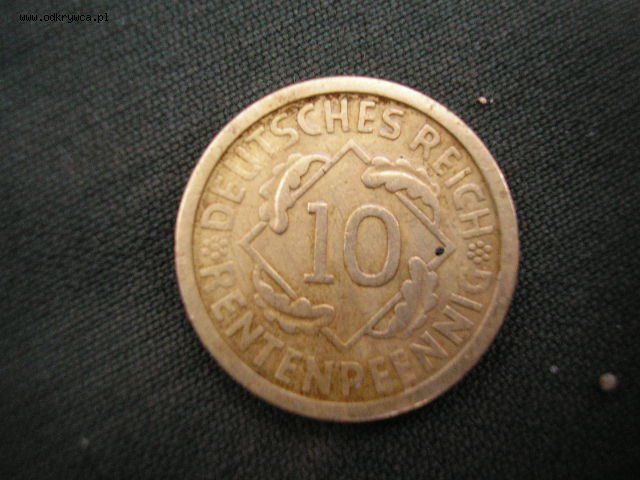 www.odkrywca.pl
DEUTSCHES REICH
10
RENTENPFENNIG